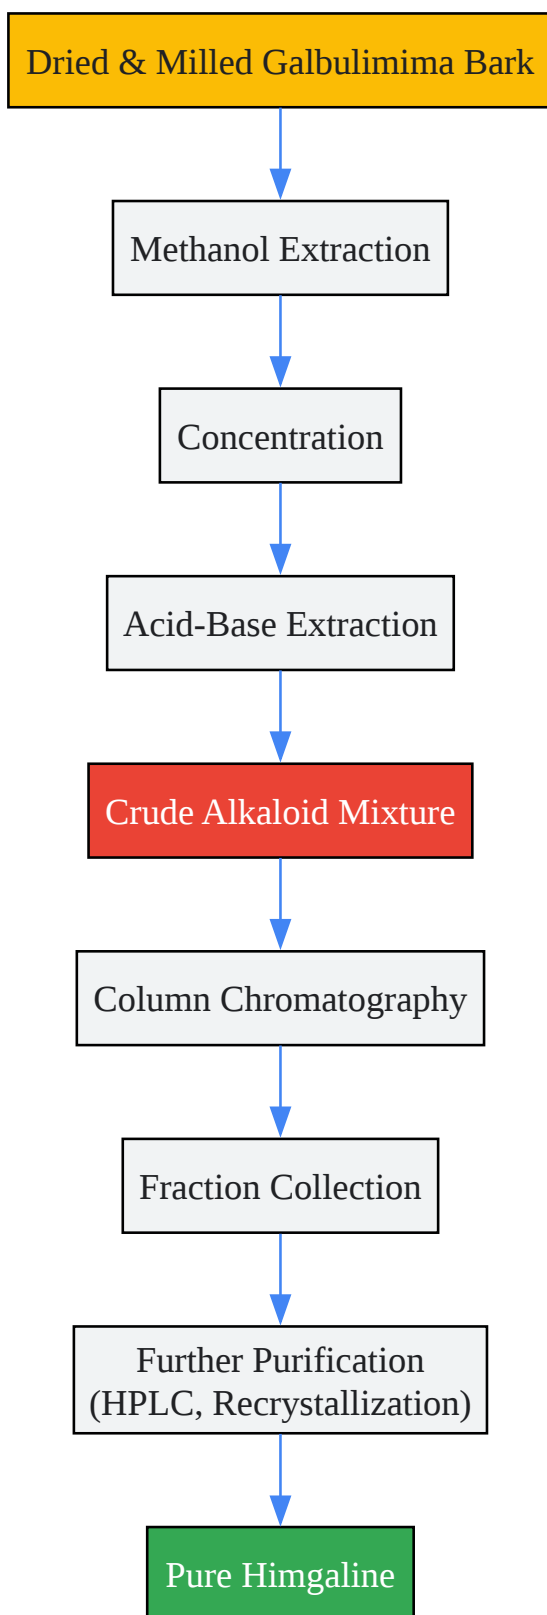 Dried & Milled Galbulimima Bark
Methanol Extraction
Concentration
Acid-Base Extraction
Crude Alkaloid Mixture
Column Chromatography
Fraction Collection
Further Purification
(HPLC, Recrystallization)
Pure Himgaline